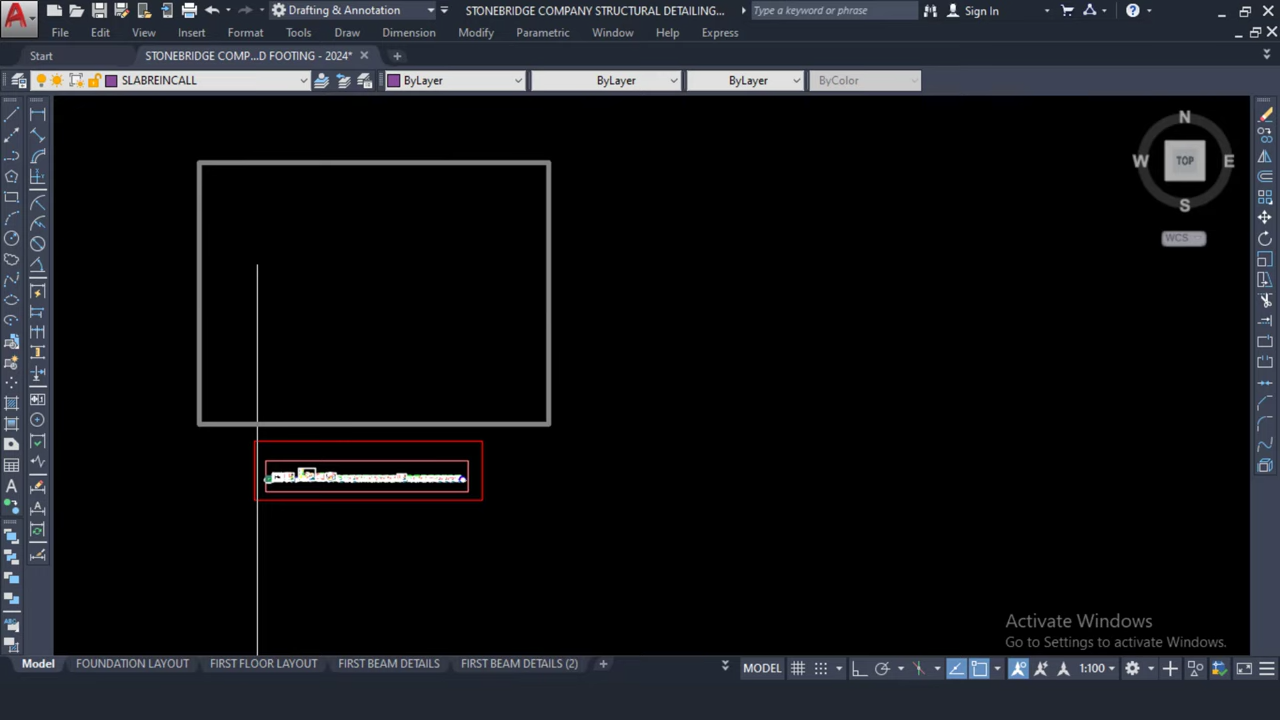 Drafting & Annotation
STONEBRIDGE COMPANY STRUCTURAL DETAILING...
Type a keyword or phrase
Sign In
File Edit View Insert Format Tools Draw Dimension Modify Parametric Window Help Express
Start
STONEBRIDGE COMP...D FOOTING - 2024*
SLABREINCALL
ByLayer
ByLayer
ByLayer
ByColor
N
W TOP E
S
WCS
Activate Windows
Go to Settings to activate Windows.
Model FOUNDATION LAYOUT FIRST FLOOR LAYOUT FIRST BEAM DETAILS FIRST BEAM DETAILS (2)
MODEL
1:100